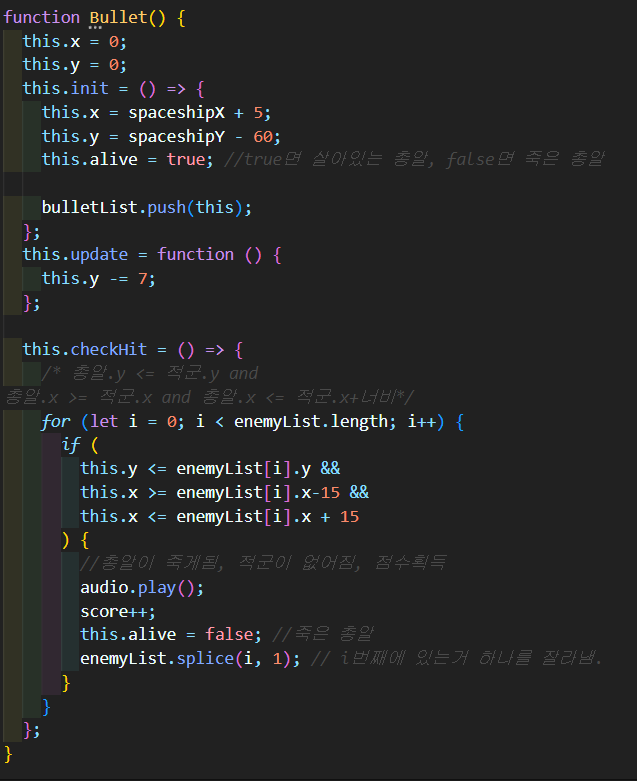 function Bullet() {
this.x = 0;
this.y = 0;
this.init = () => {
this.x = spaceshipX + 5;
this.y = spaceshipY - 60;
this.alive = true; //true면 살아있는 총알, false면 죽은 총알
bulletList.push(this);
};
this.update = function () {
this.y -= 7;
};
this.checkHit = () => {
/* 총알.y <= 적군.y and
총알.x >= 적군.x and 총알.x <= 적군.x+너비*/
for (let i = 0; i < enemyList.length; i++) {
if (
this.y <= enemyList[i].y &&
this.x >= enemyList[i].x-15 &&
this.x <= enemyList[i].x + 15
) {
//총알이 죽게됨, 적군이 없어짐, 점수획득
audio.play();
score++;
this.alive = false; //죽은 총알
enemyList.splice(i, 1); // i번째에 있는거 하나를 잘라냄.
}
}
};
}